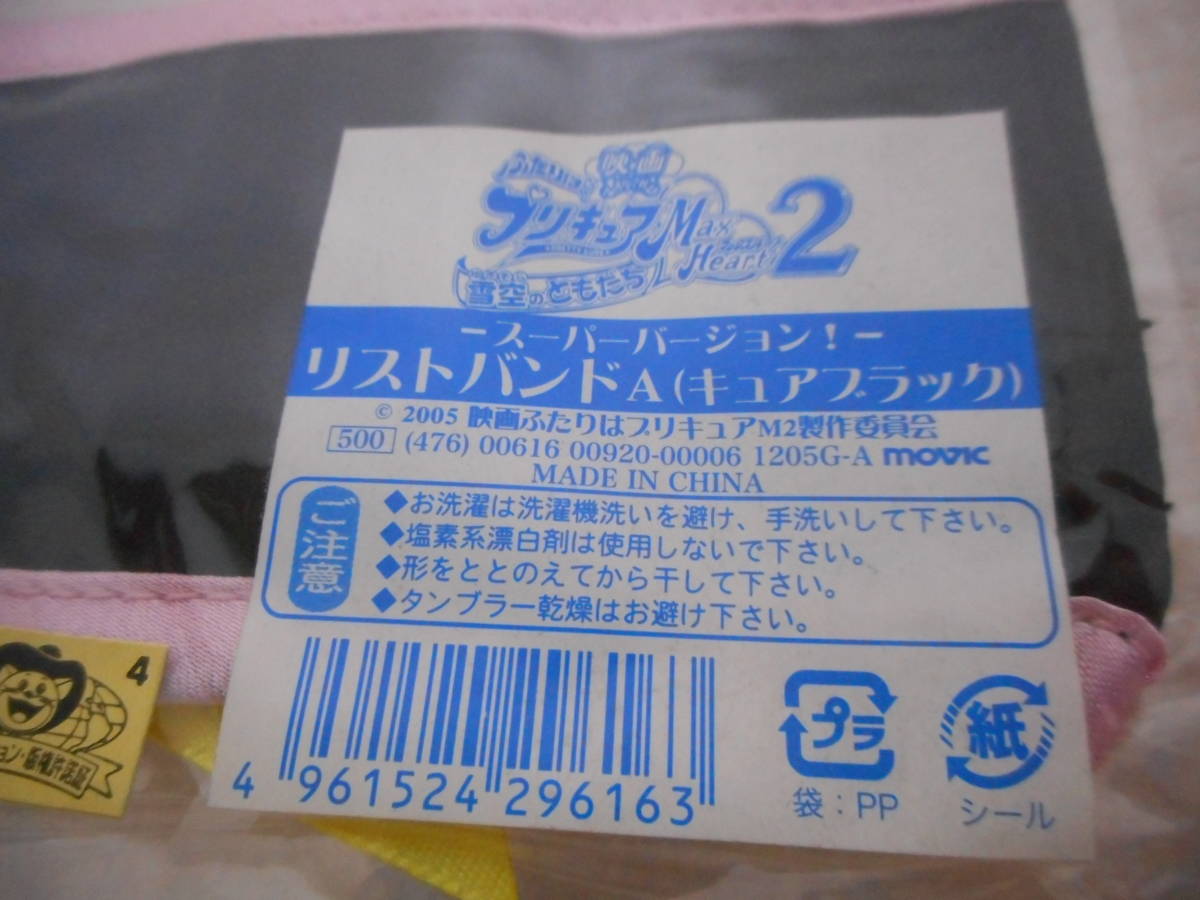 映画
ふたりは
プリキュア Max Heart 2
雪空のともだち
－スーパーバージョン！－
リストバンドA(キュアブラック)
© 2005 映画ふたりはプリキュアM2製作委員会
500 (476) 00616 00920-00006 1205G-A movic
MADE IN CHINA
ご注意
◆お洗濯は洗濯機洗いを避け、手洗いして下さい。
◆塩素系漂白剤は使用しないで下さい。
◆形をととのえてから干して下さい。
◆タンブラー乾燥はお避け下さい。
4 961524 296163
プラ
袋：PP
紙
シール
4
ョン・版権許諾証